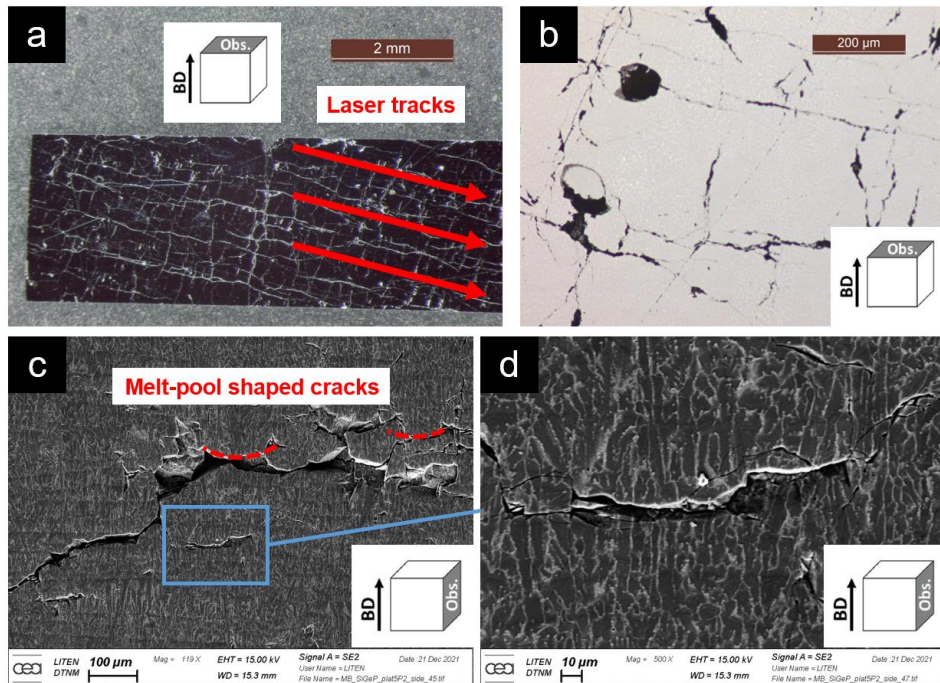 a
Obs.
BD
2 mm
Laser tracks
b
200 µm
Obs.
BD
c
Melt-pool shaped cracks
BD
Obs.
d
BD
Obs.
cea
LITEN
DTNM
100 µm
Mag = 119 X
EHT = 15.00 kV
WD = 15.3 mm
Signal A = SE2
Date :21 Dec 2021
User Name = LITEN
File Name = MB_SiGeP_plat5P2_side_45.tif
cea
LITEN
DTNM
10 µm
Mag = 500 X
EHT = 15.00 kV
WD = 15.3 mm
Signal A = SE2
Date :21 Dec 2021
User Name = LITEN
File Name = MB_SiGeP_plat5P2_side_47.tif